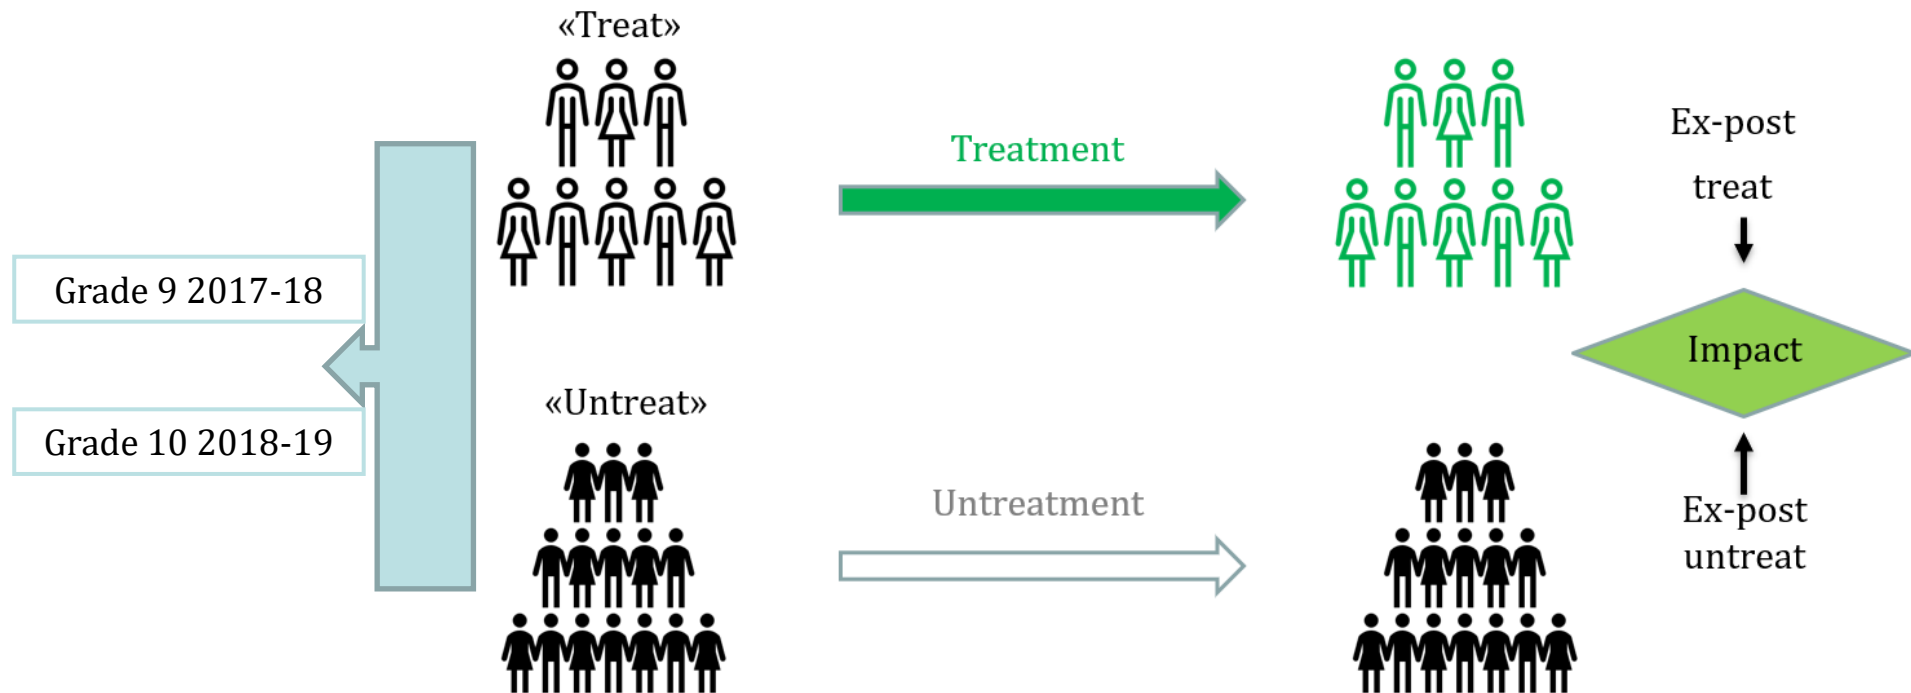 «Treat»
Treatment
Ex-post
treat
Grade 9 2017-18
Impact
Grade 10 2018-19
«Untreat»
Untreatment
Ex-post
untreat